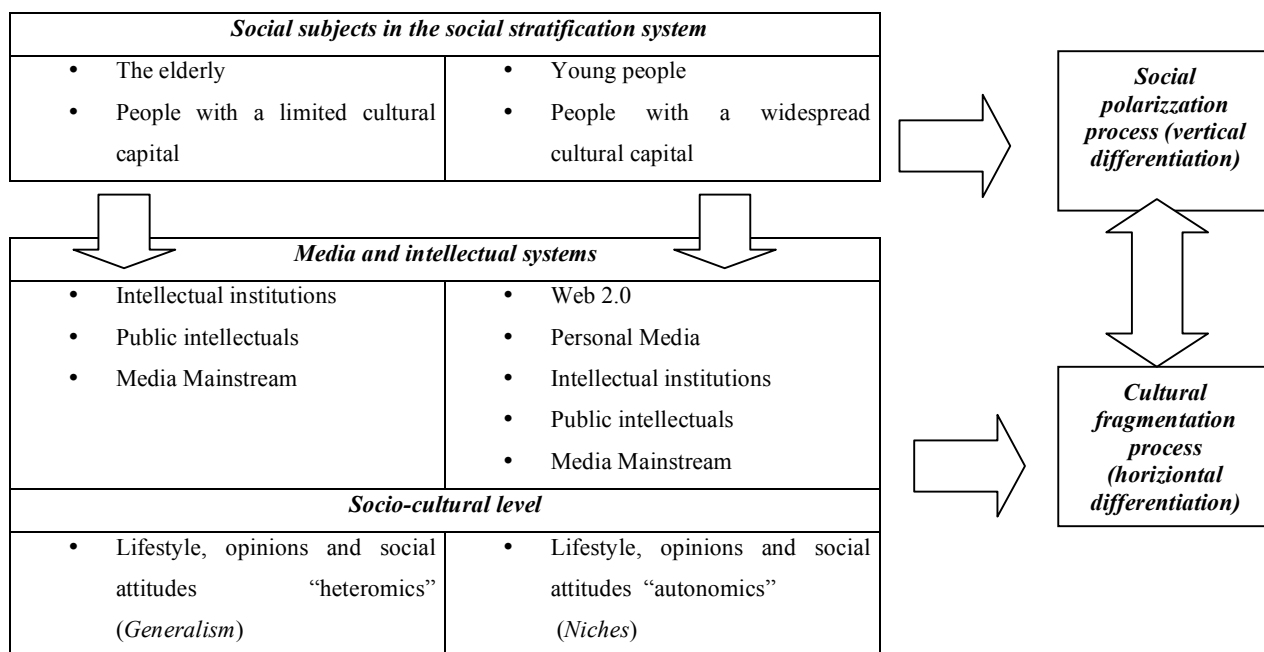 Social subjects in the social stratification system
• The elderly
• People with a limited cultural
capital
• Young people
• People with a widespread
cultural capital
Social
polarizzation
process (vertical
differentiation)
Media and intellectual systems
• Intellectual institutions
• Public intellectuals
• Media Mainstream
• Web 2.0
• Personal Media
• Intellectual institutions
• Public intellectuals
• Media Mainstream
Cultural
fragmentation
process
(horiziontal
differentiation)
Socio-cultural level
• Lifestyle, opinions and social
attitudes “heteromics”
(Generalism)
• Lifestyle, opinions and social
attitudes “autonomics”
(Niches)